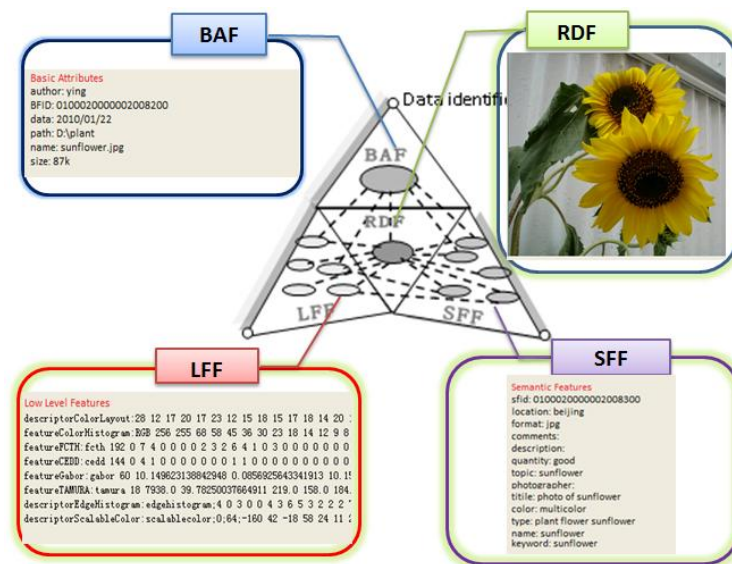 BAF
RDF
Basic Attributes
author: ying
BFID: 0100020000002008200
data: 2010/01/22
path: D:\plant
name: sunflower.jpg
size: 87k
Data identifi
BAF
RDF
LFF
SFF
LFF
SFF
Low Level Features
descriptorColorLayout:28 12 17 20 17 23 12 15 18 15 17 18 14 20
featureColorHistogram:RGB 256 255 68 58 45 36 30 23 18 14 12 9 8
featureFCTH:fcth 192 0 7 4 0 0 0 0 2 3 2 6 4 1 0 3 0 0 0 0
featureCEDD:cedd 144 0 4 1 0 0 0 0 0 0 0 1 1 0 0 0 0 0 0 0
featureGabor:gabor 60 10.149823138842948 0.0856925643341913 10.15
featureTAMURA:tamura 18 7938.0 39.78250037664911 219.0 158.0 184.
descriptorEdgeHistogram:edgehistogram;4 0 3 0 0 4 3 6 5 3 2 2 2
descriptorScalableColor:scalablecolor;0;64;-160 42 -18 58 24 11
Semantic Features
sfid: 0100020000002008300
location: beijing
format: jpg
comments:
description:
quantity: good
topic: sunflower
photographer:
titile: photo of sunflower
color: multicolor
type: plant flower sunflower
name: sunflower
keyword: sunflower